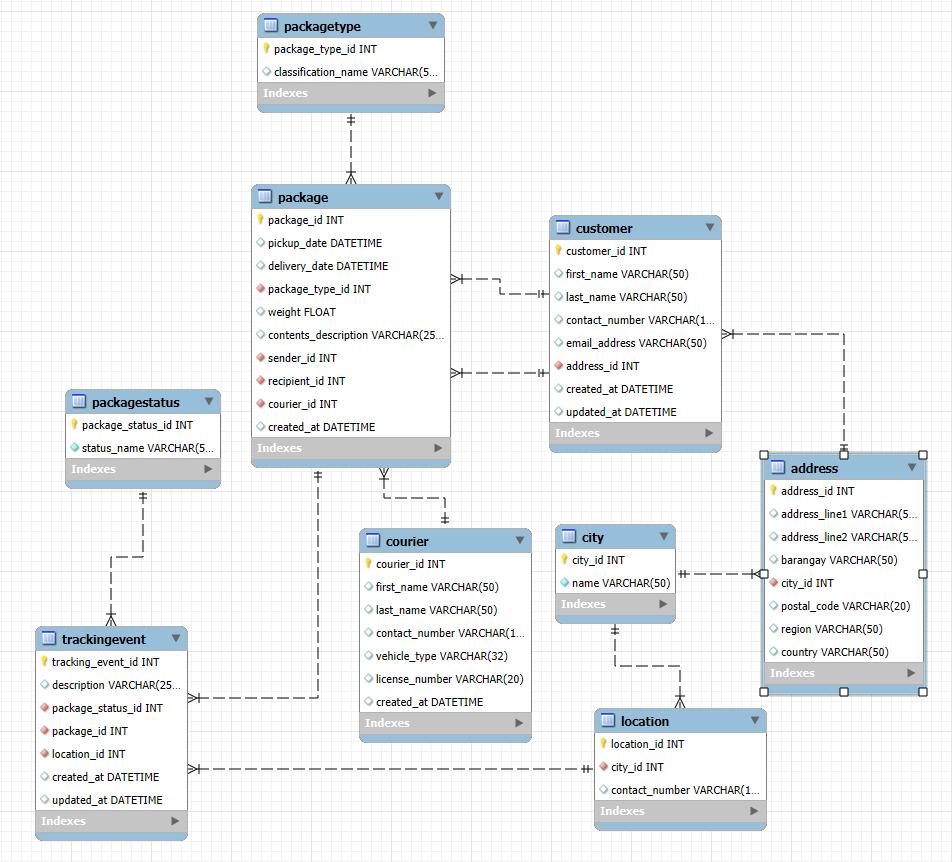 packagetype
package_type_id INT
classification_name VARCHAR(5...
Indexes
package
package_id INT
pickup_date DATETIME
delivery_date DATETIME
package_type_id INT
weight FLOAT
contents_description VARCHAR(25...
sender_id INT
recipient_id INT
courier_id INT
created_at DATETIME
Indexes
customer
customer_id INT
first_name VARCHAR(50)
last_name VARCHAR(50)
contact_number VARCHAR(1...
email_address VARCHAR(50)
address_id INT
created_at DATETIME
updated_at DATETIME
Indexes
packagestatus
package_status_id INT
status_name VARCHAR(5...
Indexes
address
address_id INT
address_line1 VARCHAR(5...
address_line2 VARCHAR(5...
barangay VARCHAR(50)
city_id INT
postal_code VARCHAR(20)
region VARCHAR(50)
country VARCHAR(50)
Indexes
courier
courier_id INT
first_name VARCHAR(50)
last_name VARCHAR(50)
contact_number VARCHAR(1...
vehicle_type VARCHAR(32)
license_number VARCHAR(20)
created_at DATETIME
Indexes
city
city_id INT
name VARCHAR(50)
Indexes
trackingevent
tracking_event_id INT
description VARCHAR(25...
package_status_id INT
package_id INT
location_id INT
created_at DATETIME
updated_at DATETIME
Indexes
location
location_id INT
city_id INT
contact_number VARCHAR(1...
Indexes